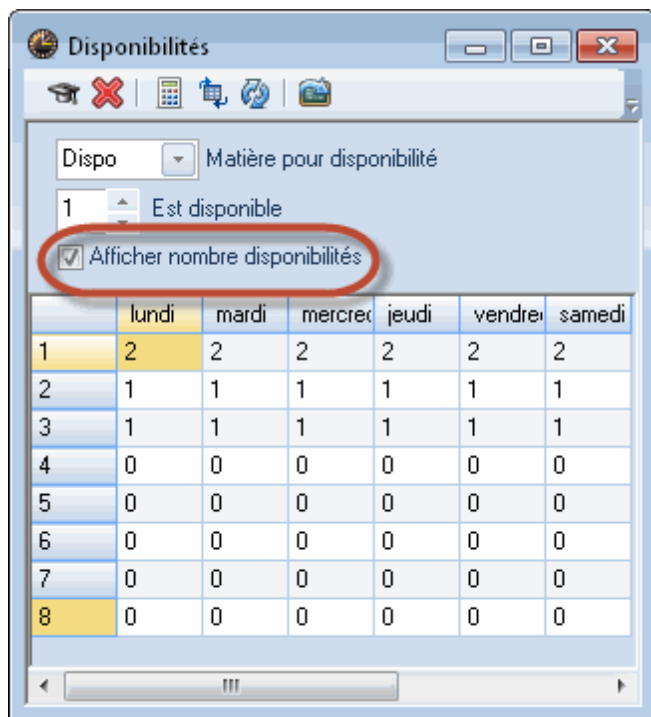 Disponibilités
Dispo Matière pour disponibilité
1 Est disponible
Afficher nombre disponibilités
lundi mardi mercred jeudi vendre samedi
1 2 2 2 2 2 2
2 1 1 1 1 1 1
3 1 1 1 1 1 1
4 0 0 0 0 0 0
5 0 0 0 0 0 0
6 0 0 0 0 0 0
7 0 0 0 0 0 0
8 0 0 0 0 0 0